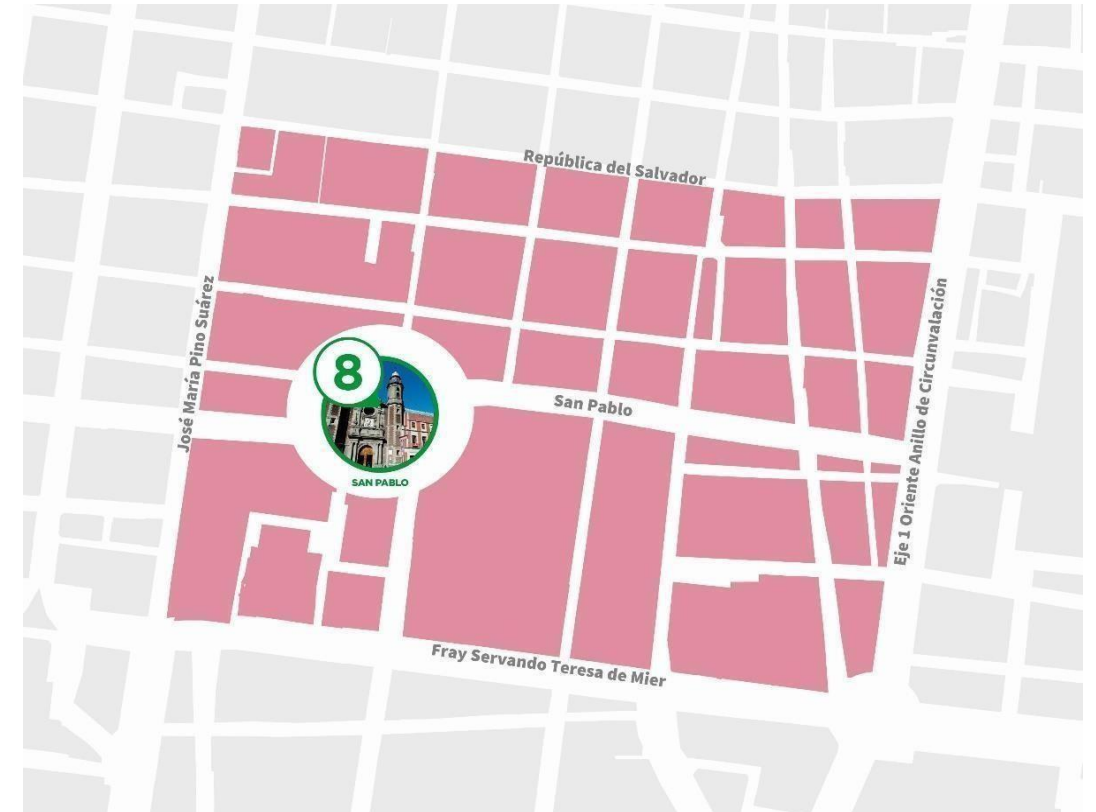 República del Salvador
José María Pino Suárez
8
SAN PABLO
San Pablo
Eje 1 Oriente Anillo de Circunvalación
Fray Servando Teresa de Mier